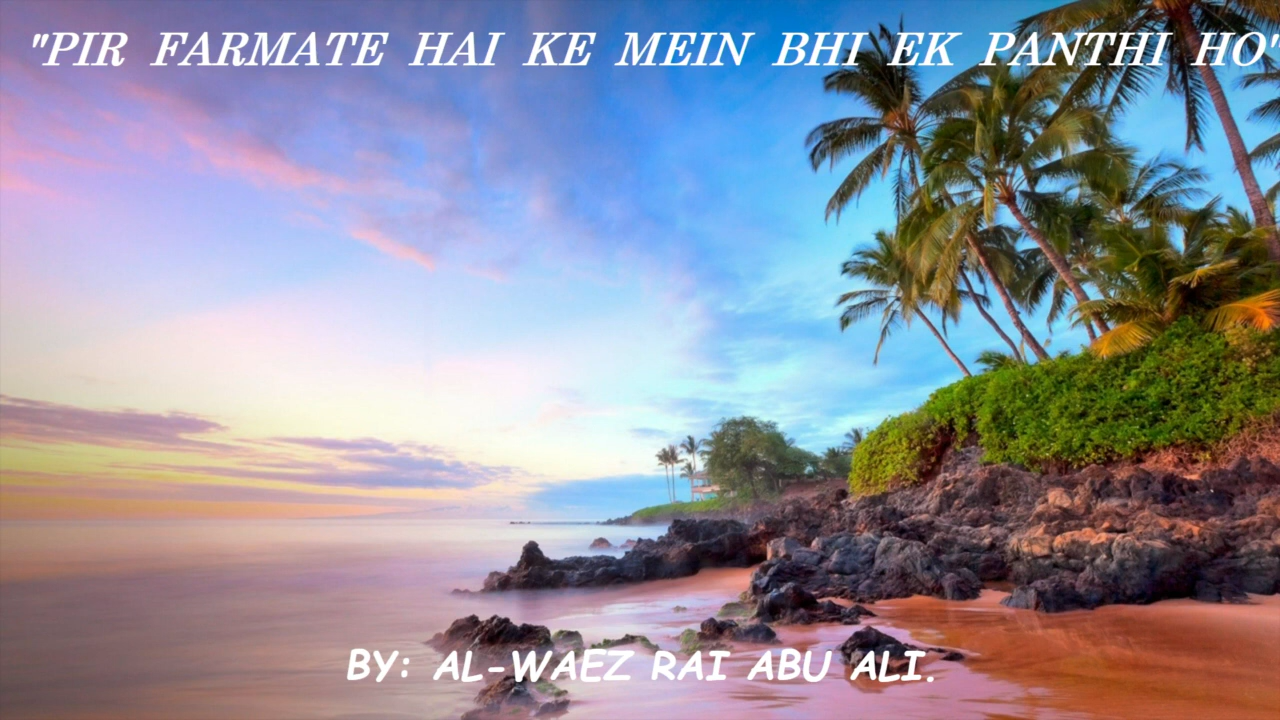 "PIR FARMATE HAI KE MEIN BHI EK PANTHI HO"
BY: AL-WAEZ RAI ABU ALI.